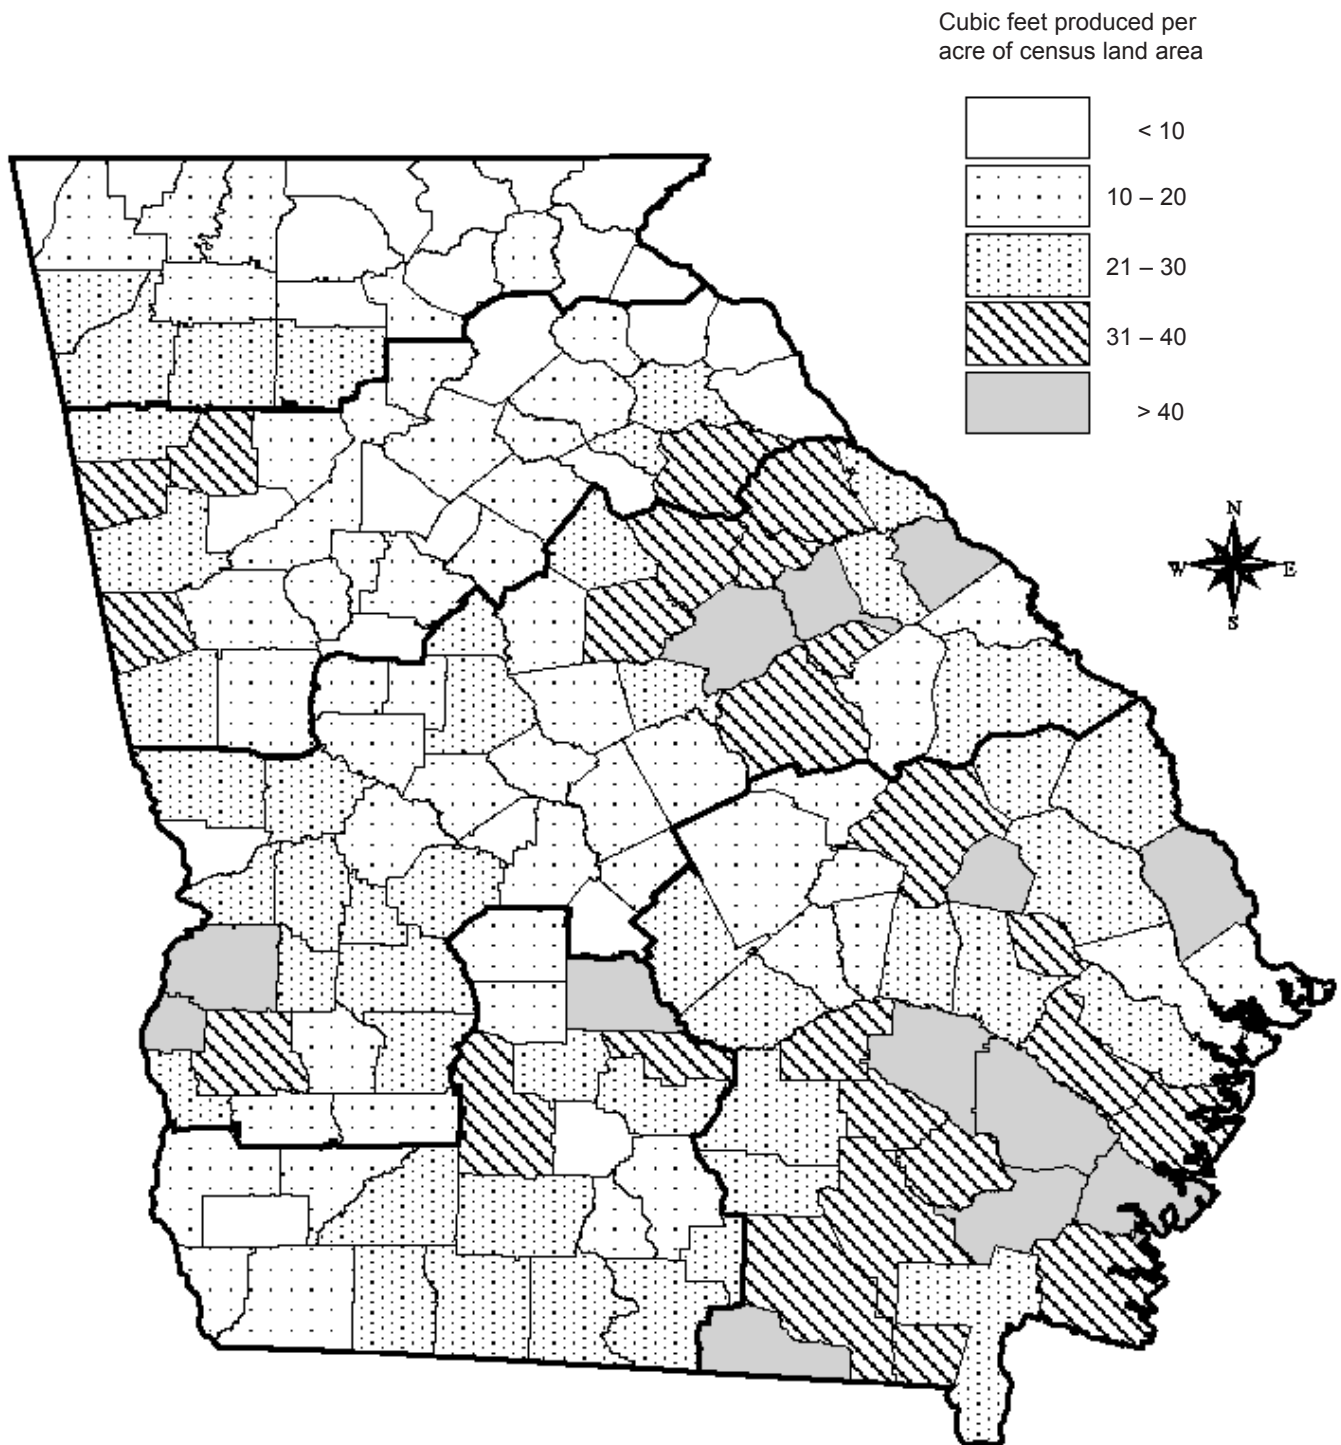 Cubic feet produced per
acre of census land area
< 10
10 – 20
21 – 30
31 – 40
> 40
N
W E
S